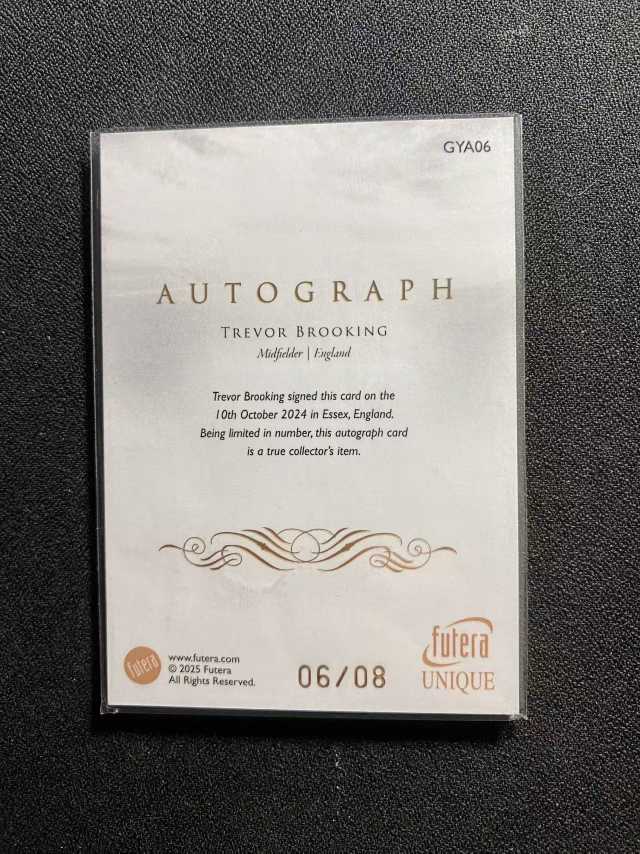 GYA06
AUTOGRAPH
TREVOR BROOKING
Midfielder | England
Trevor Brooking signed this card on the
10th October 2024 in Essex, England.
Being limited in number, this autograph card
is a true collector's item.
futera
www.futera.com
© 2025 Futera
All Rights Reserved.
06/08
futera
UNIQUE